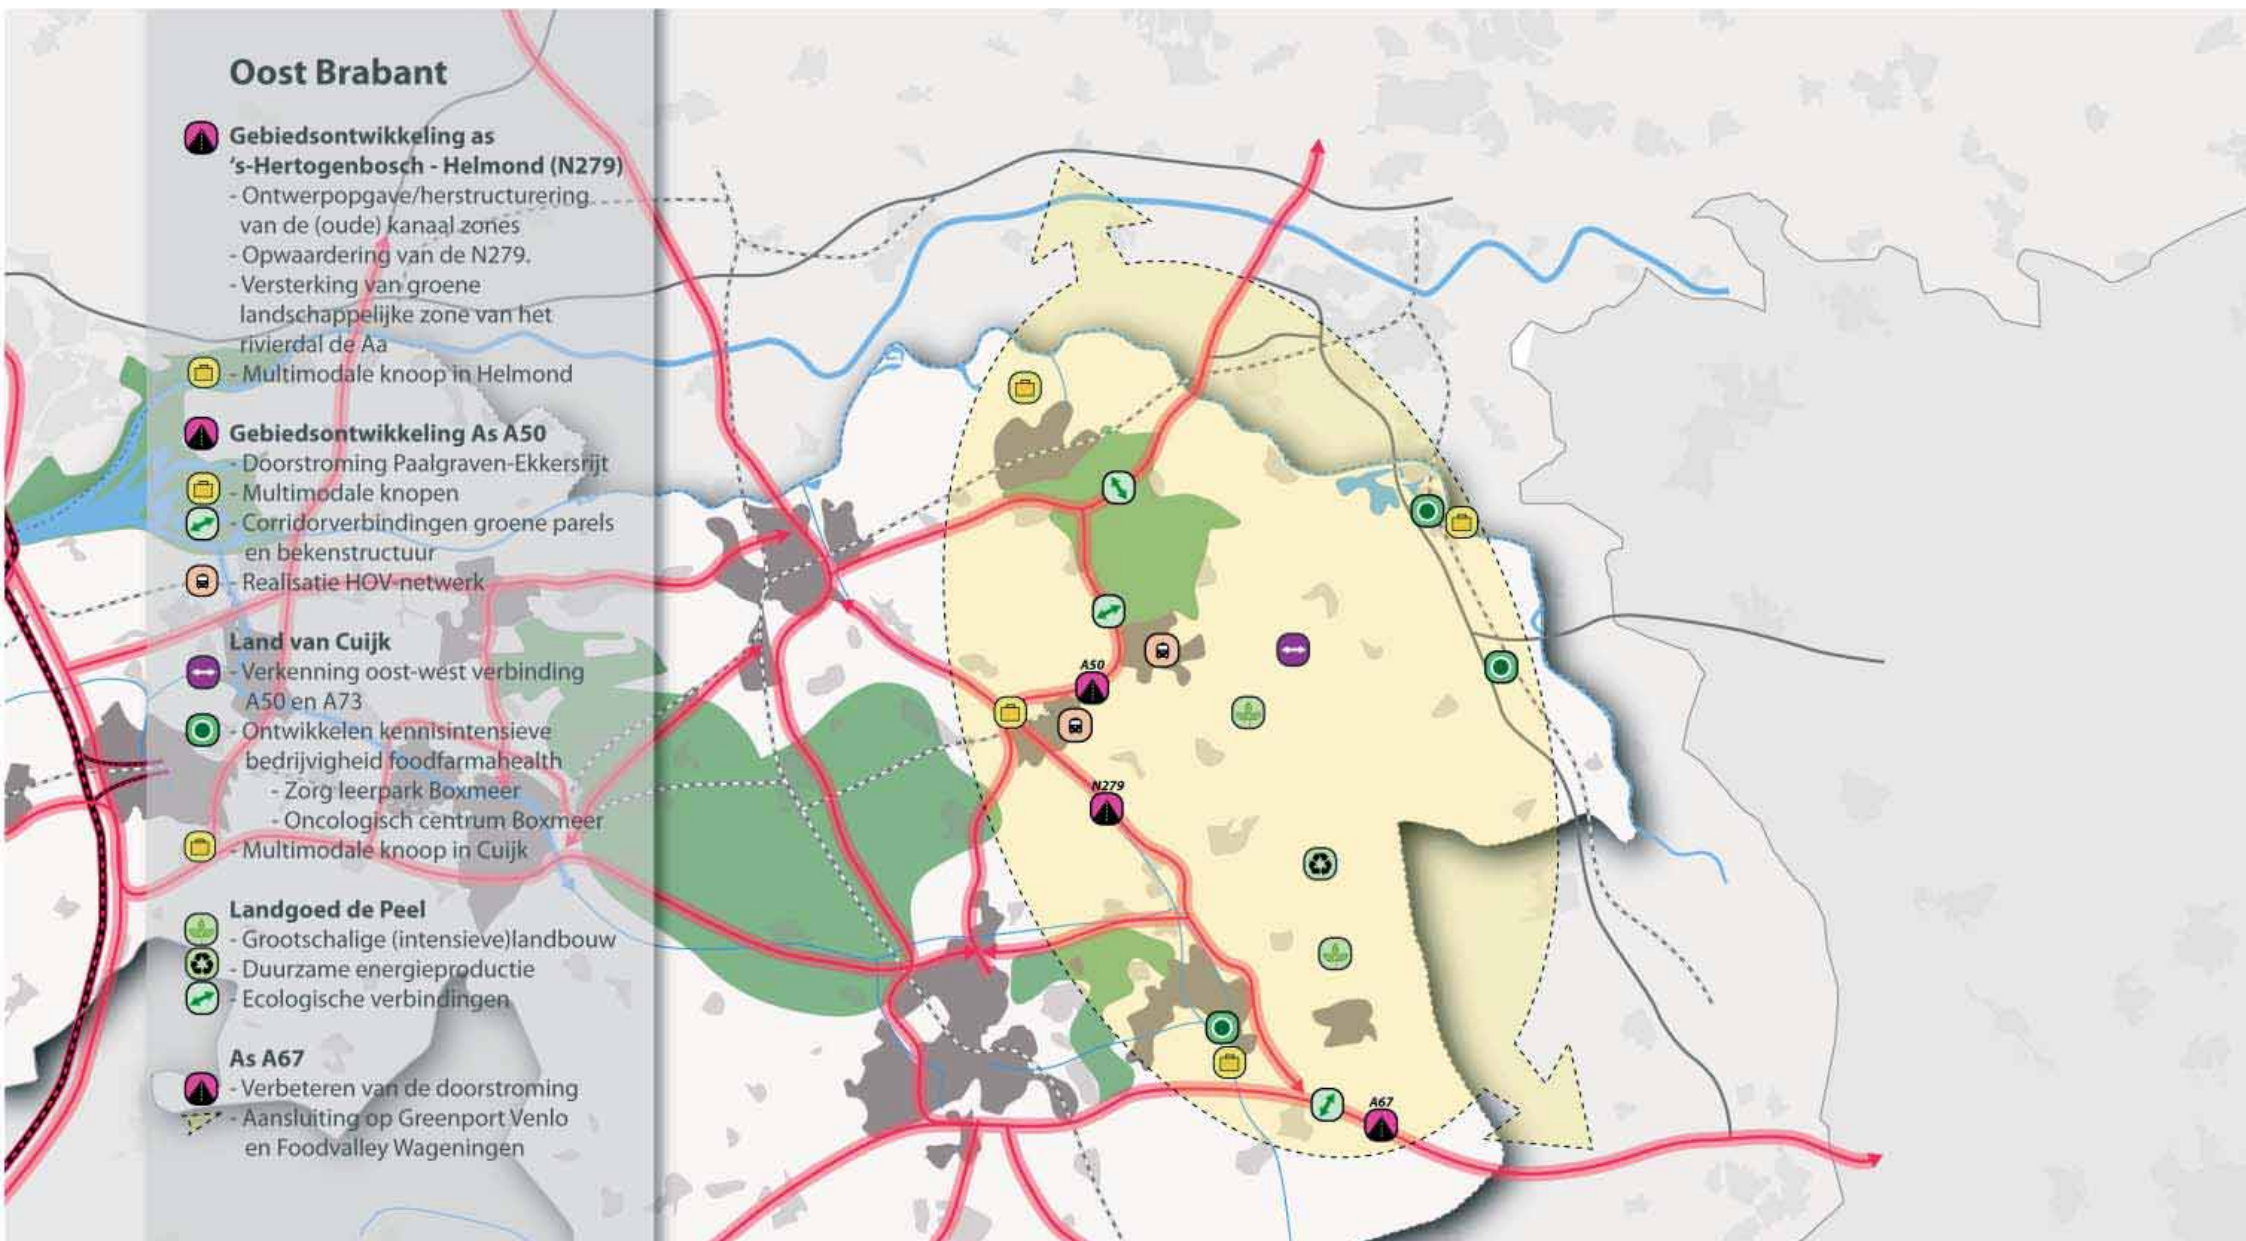 Oost Brabant
Gebiedsontwikkeling as
's-Hertogenbosch - Helmond (N279)
- Ontwerpopgave/herstructurering
van de (oude) kanaal zones
- Opwaardering van de N279.
- Versterking van groene
landschappelijke zone van het
rivierdal de Aa
- Multimodale knoop in Helmond
Gebiedsontwikkeling As A50
- Doorstroming Paalgraven-Ekkersrijt
- Multimodale knopen
- Corridorverbindingen groene parels
en bekenstructuur
- Realisatie HOV-netwerk
Land van Cuijk
- Verkenning oost-west verbinding
A50 en A73
- Ontwikkelen kennisintensieve
bedrijvigheid foodfarmahealth
- Zorg leerpark Boxmeer
- Oncologisch centrum Boxmeer
- Multimodale knoop in Cuijk
Landgoed de Peel
- Grootschalige (intensieve)landbouw
- Duurzame energieproductie
- Ecologische verbindingen
As A67
- Verbeteren van de doorstroming
- Aansluiting op Greenport Venlo
en Foodvalley Wageningen
A50
N279
A67